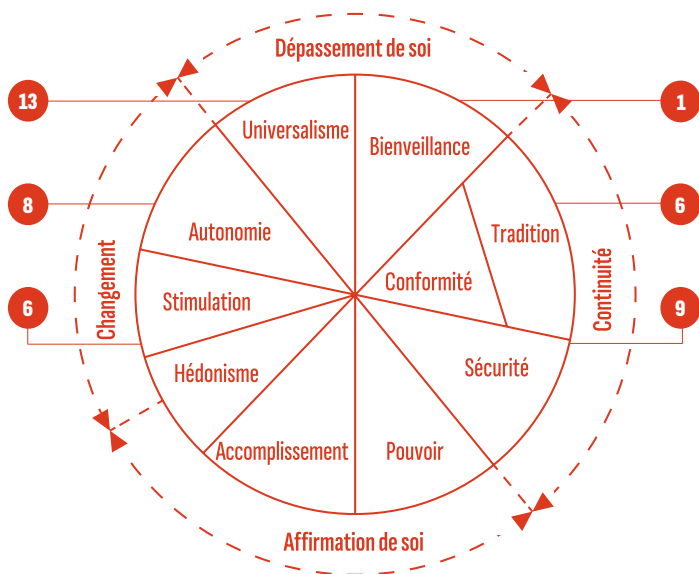 Dépassement de soi
13
1
Universalisme
Bienveillance
8
6
Autonomie
Tradition
Changement
Continuité
Stimulation
Conformité
6
9
Hédonisme
Sécurité
Accomplissement
Pouvoir
Affirmation de soi